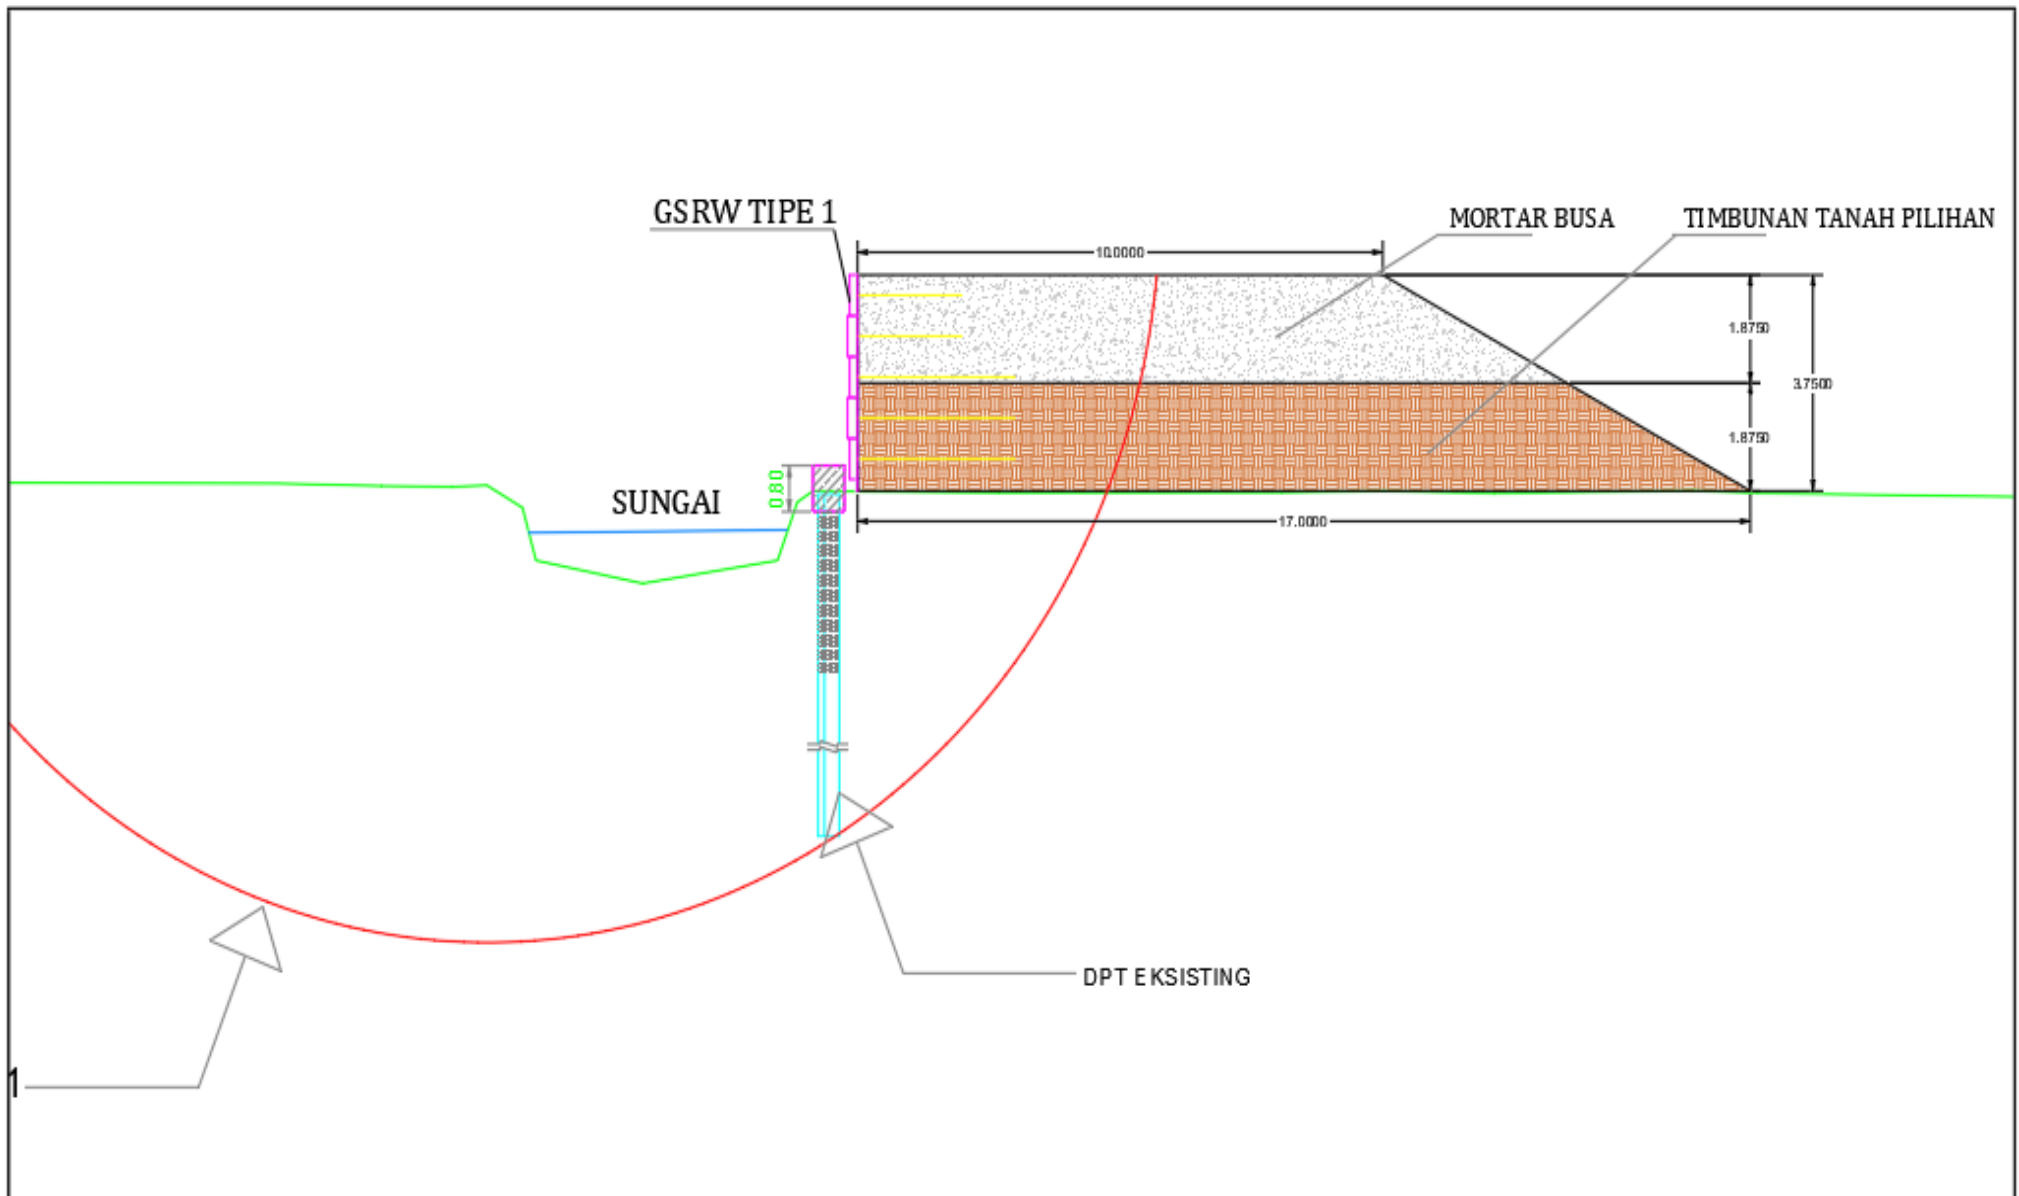 GSRW TIPE 1
MORTAR BUSA
TIMBUNAN TANAH PILIHAN
10.0000
1.8750
3.7500
1.8750
0.80
SUNGAI
17.0000
DPT EKSISTING
1